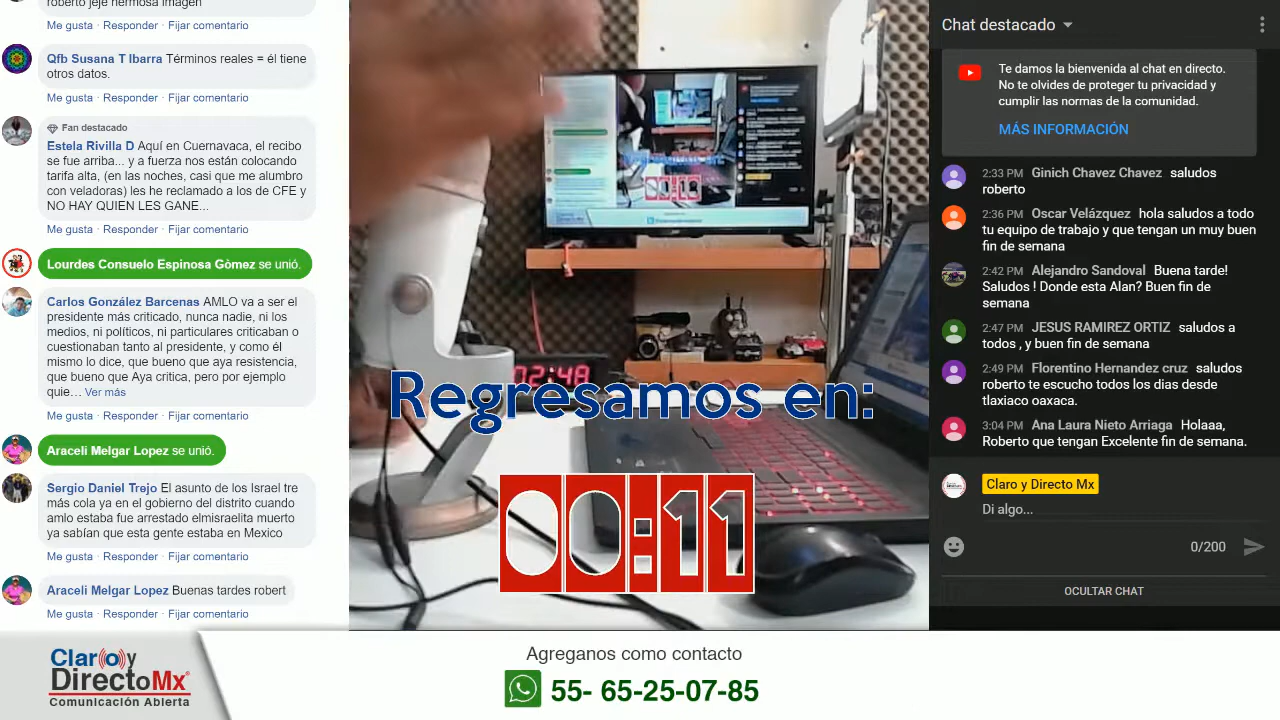 roberto jeje hermosa imagen
Me gusta · Responder · Fijar comentario
Qfb Susana T Ibarra Términos reales = él tiene
otros datos.
Me gusta · Responder · Fijar comentario
Fan destacado
Estela Rivilla D Aquí en Cuernavaca, el recibo
se fue arriba... y a fuerza nos están colocando
falta, (en las noches, casi que me alumbro
con veladoras) les he reclamado a los de CFE y
NO HAY QUIEN LES GANE...
Me gusta · Responder · Fijar comentario
Lourdes Consuelo Espinosa Gòmez se unió.
Carlos González Barcenas AMLO va a ser el
presidente más criticado, nunca nadie, ni los
medios, ni políticos, ni particulares criticaban o
cuestionaban tanto al presidente, y como él
mismo lo dice, que bueno que aya resistencia,
que bueno que Aya critica, pero por ejemplo
quie… Ver más
Me gusta · Responder · Fijar comentario
Araceli Melgar Lopez se unió.
Sergio Daniel Trejo El asunto de los Israel tre
más cola ya en el gobierno del distrito cuando
amlo estaba fue arrestado elmisraelita muerto
ya sabían que esta gente estaba en Mexico
Me gusta · Responder · Fijar comentario
Araceli Melgar Lopez Buenas tardes robert
Me gusta · Responder · Fijar comentario
00:13
02:48
Regresamos en:
00:11
Chat destacado
Te damos la bienvenida al chat en directo.
No te olvides de proteger tu privacidad y
cumplir las normas de la comunidad.
MÁS INFORMACIÓN
2:33 PM Ginich Chavez Chavez saludos
roberto
2:36 PM Oscar Velázquez hola saludos a todo
tu equipo de trabajo y que tengan un muy buen
fin de semana
2:42 PM Alejandro Sandoval Buena tarde!
Saludos ! Donde esta Alan? Buen fin de
semana
2:47 PM JESUS RAMIREZ ORTIZ saludos a
todos , y buen fin de semana
2:49 PM Florentino Hernandez cruz saludos
roberto te escucho todos los dias desde
tlaxiaco oaxaca.
3:04 PM Ana Laura Nieto Arriaga Holaaa,
Roberto que tengan Excelente fin de semana.
Claro y Directo Mx
Di algo...
0/200
OCULTAR CHAT
Claro y
DirectoMx
Comunicación Abierta
Agreganos como contacto
55- 65-25-07-85